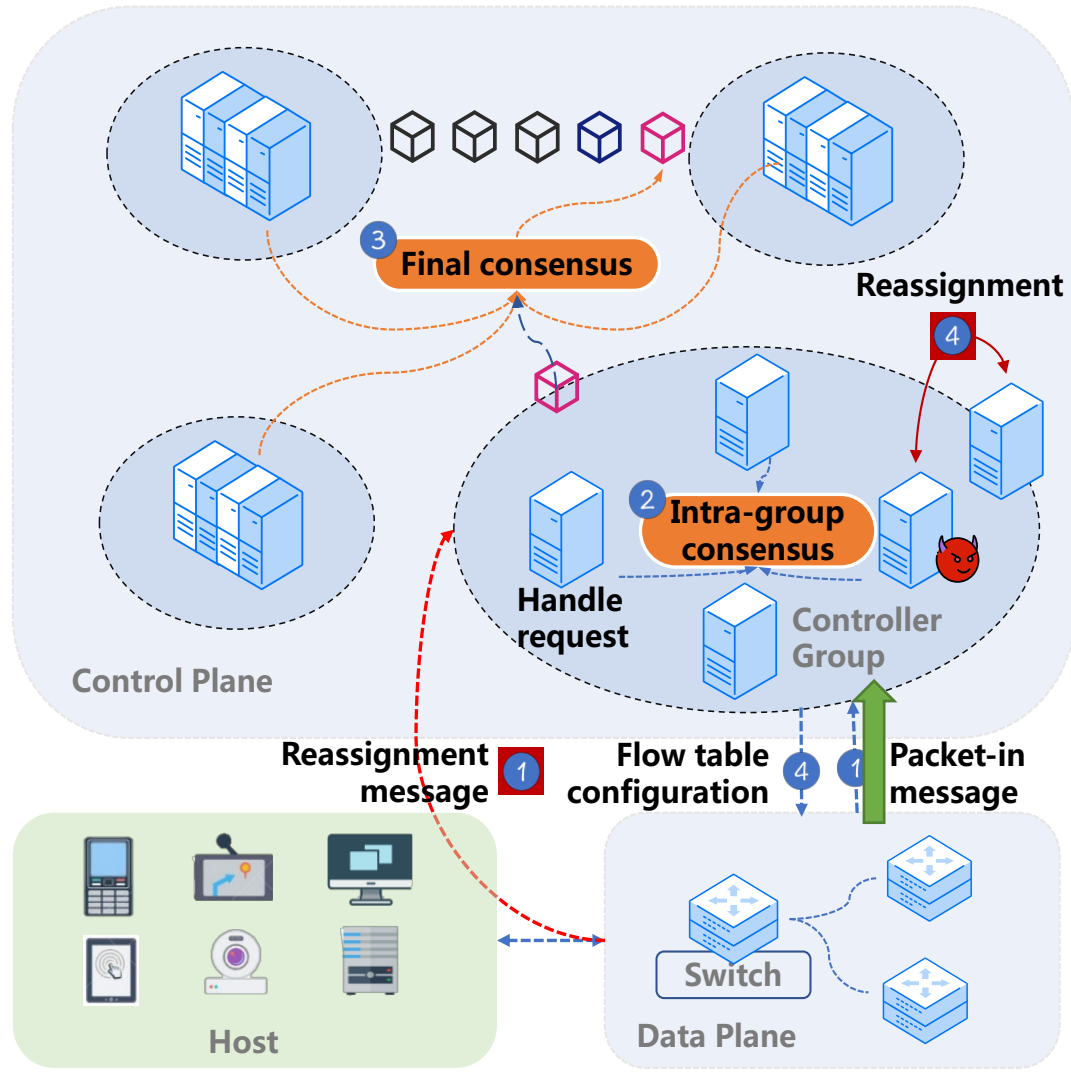 3
Final consensus
Reassignment
4
2
Intra-group
consensus
Handle
request
Controller
Group
Control Plane
Reassignment
message
1
Flow table
configuration
4
1
Packet-in
message
Switch
Host
Data Plane